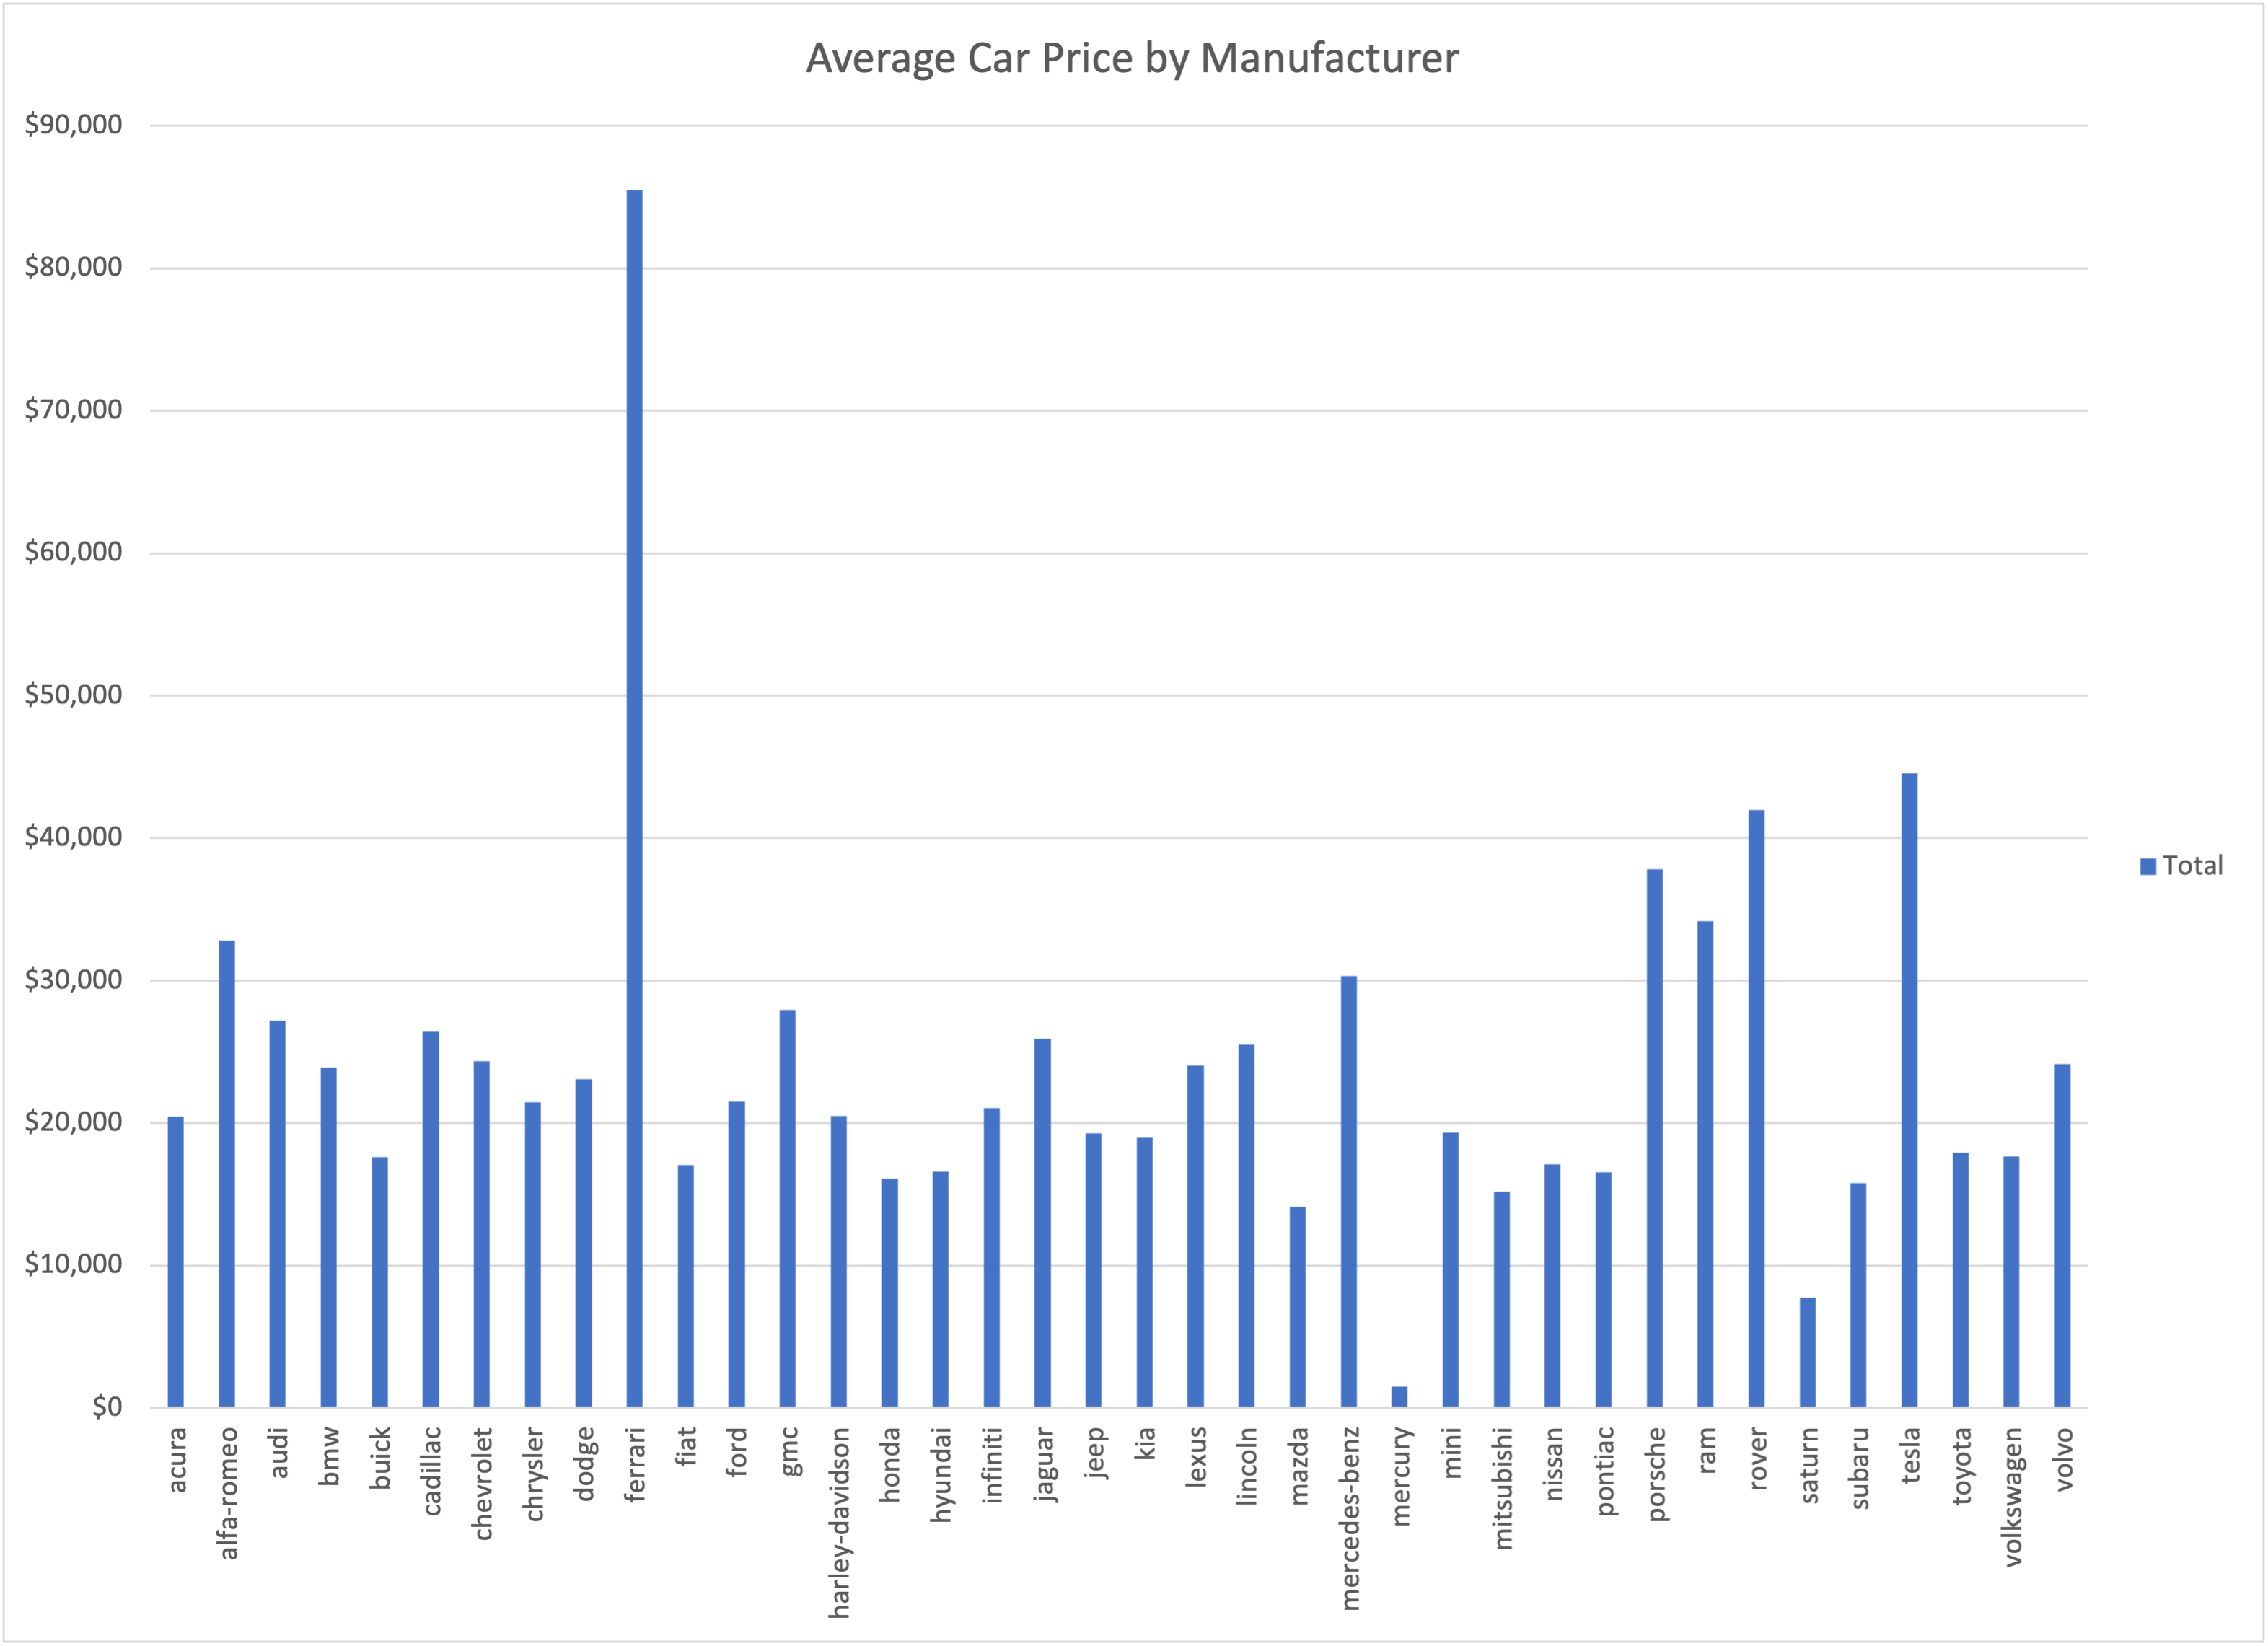 Average Car Price by Manufacturer
$90,000
$80,000
$70,000
$60,000
$50,000
$40,000
$30,000
$20,000
$10,000
$0
Total
acura
alfa-romeo
audi
bmw
buick
cadillac
chevrolet
chrysler
dodge
ferrari
fiat
ford
gmc
harley-davidson
honda
hyundai
infiniti
jaguar
jeep
kia
lexus
lincoln
mazda
mercedes-benz
mercury
mini
mitsubishi
nissan
pontiac
porsche
ram
rover
saturn
subaru
tesla
toyota
volkswagen
volvo